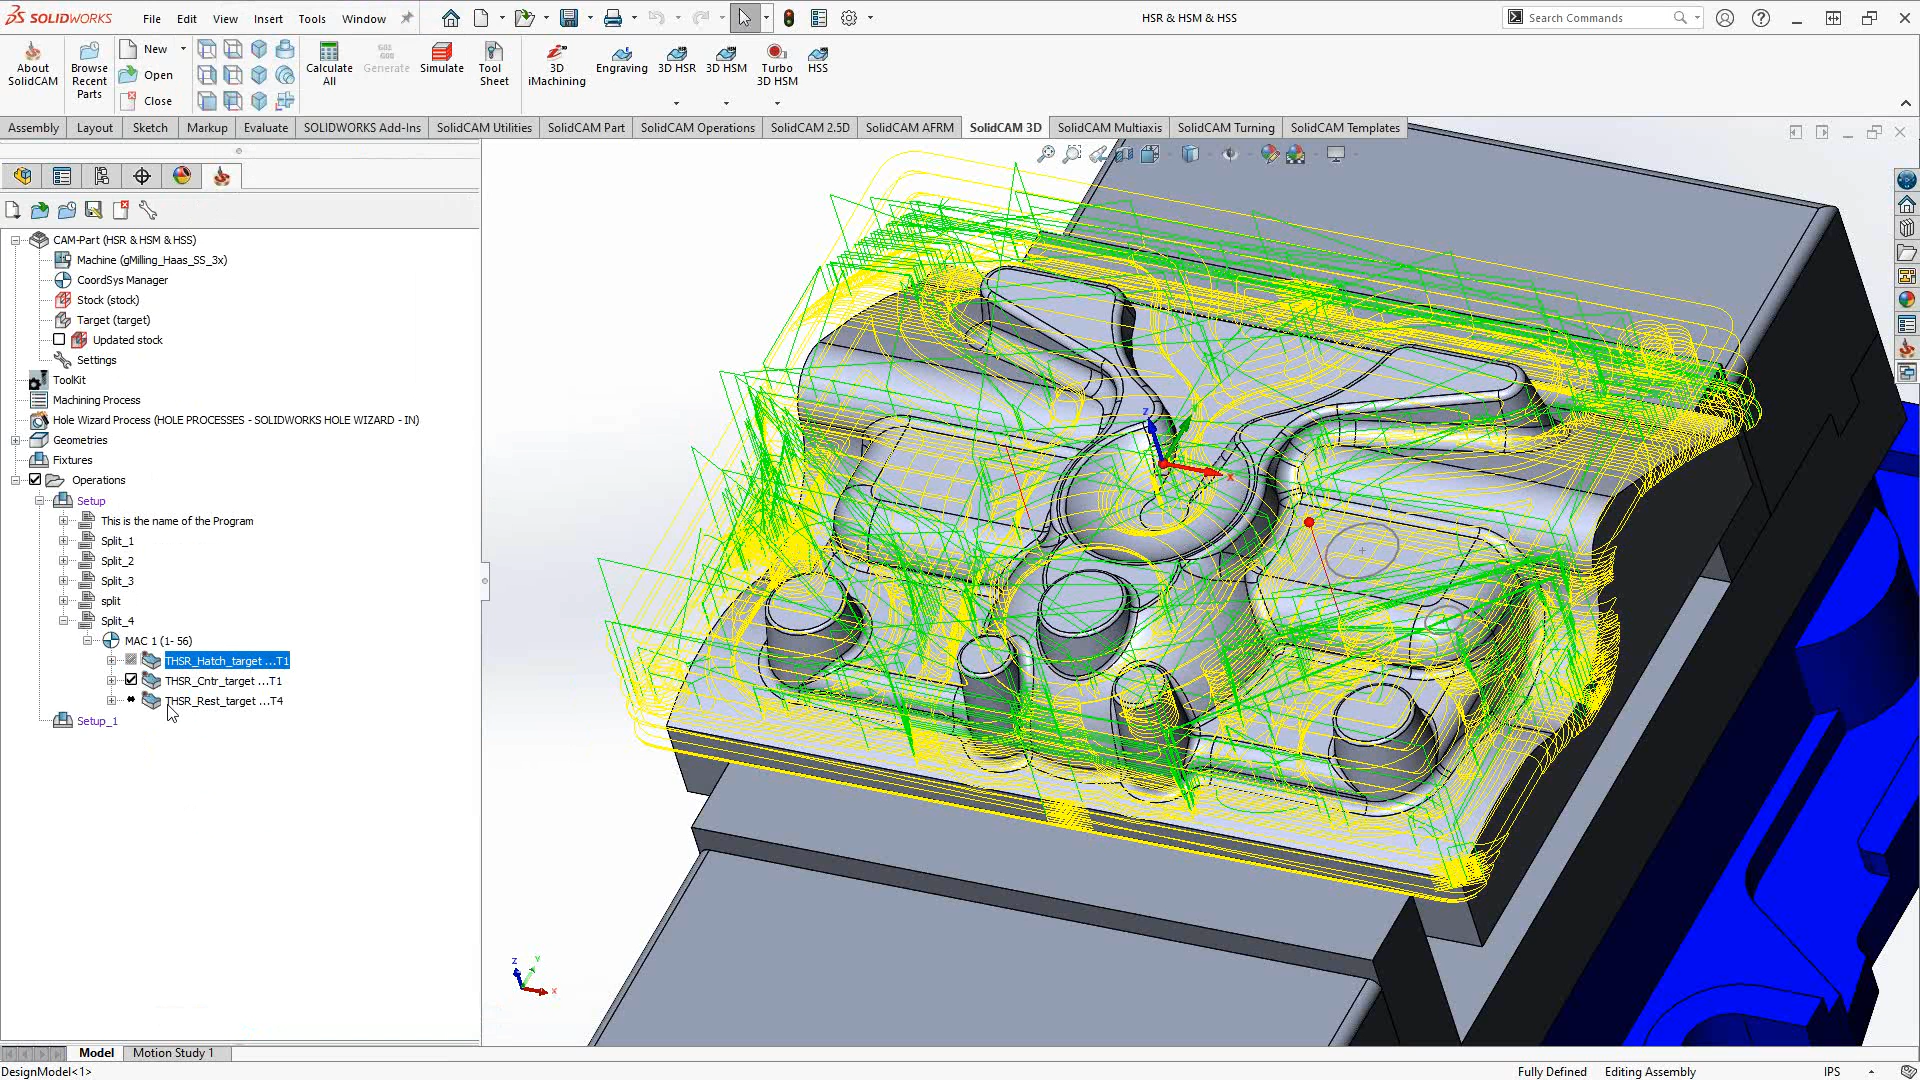 SOLIDWORKS File Edit View Insert Tools Window HSR & HSM & HSS Search Commands
About SolidCAM Browse Recent Parts New Open Close Calculate All G02 G00 Generate Simulate Tool Sheet 3D iMachining Engraving 3D HSR 3D HSM Turbo 3D HSM HSS
Assembly Layout Sketch Markup Evaluate SOLIDWORKS Add-Ins SolidCAM Utilities SolidCAM Part SolidCAM Operations SolidCAM 2.5D SolidCAM AFRM SolidCAM 3D SolidCAM Multiaxis SolidCAM Turning SolidCAM Templates
CAM-Part (HSR & HSM & HSS)
Machine (gMilling_Haas_SS_3x)
CoordSys Manager
Stock (stock)
Target (target)
Updated stock
Settings
ToolKit
Machining Process
Hole Wizard Process (HOLE PROCESSES - SOLIDWORKS HOLE WIZARD - IN)
Geometries
Fixtures
Operations
Setup
This is the name of the Program
Split_1
Split_2
Split_3
split
Split_4
MAC 1 (1- 56)
THSR_Hatch_target ...T1
THSR_Cntr_target ...T1
THSR_Rest_target ...T4
Setup_1
Z
X
Z Y
X
Model Motion Study 1
DesignModel<1> Fully Defined Editing Assembly IPS